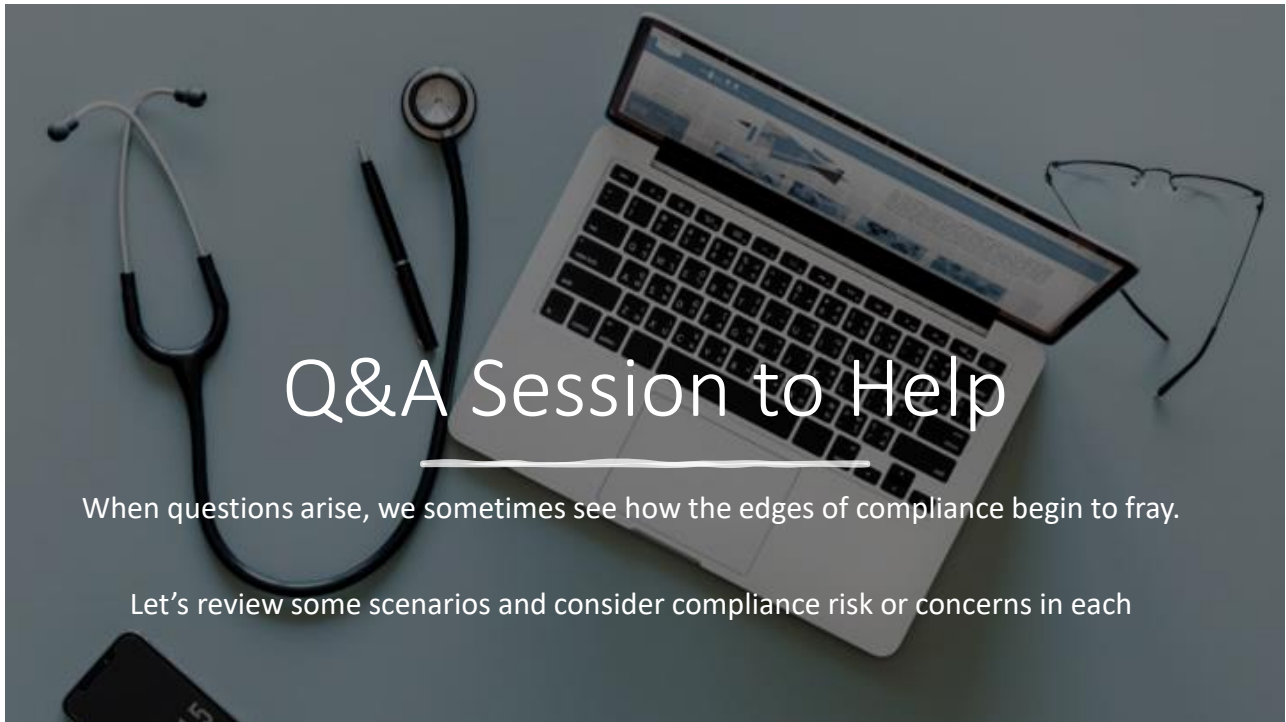 Q&A Session to Help
When questions arise, we sometimes see how the edges of compliance begin to fray.
Let’s review some scenarios and consider compliance risk or concerns in each